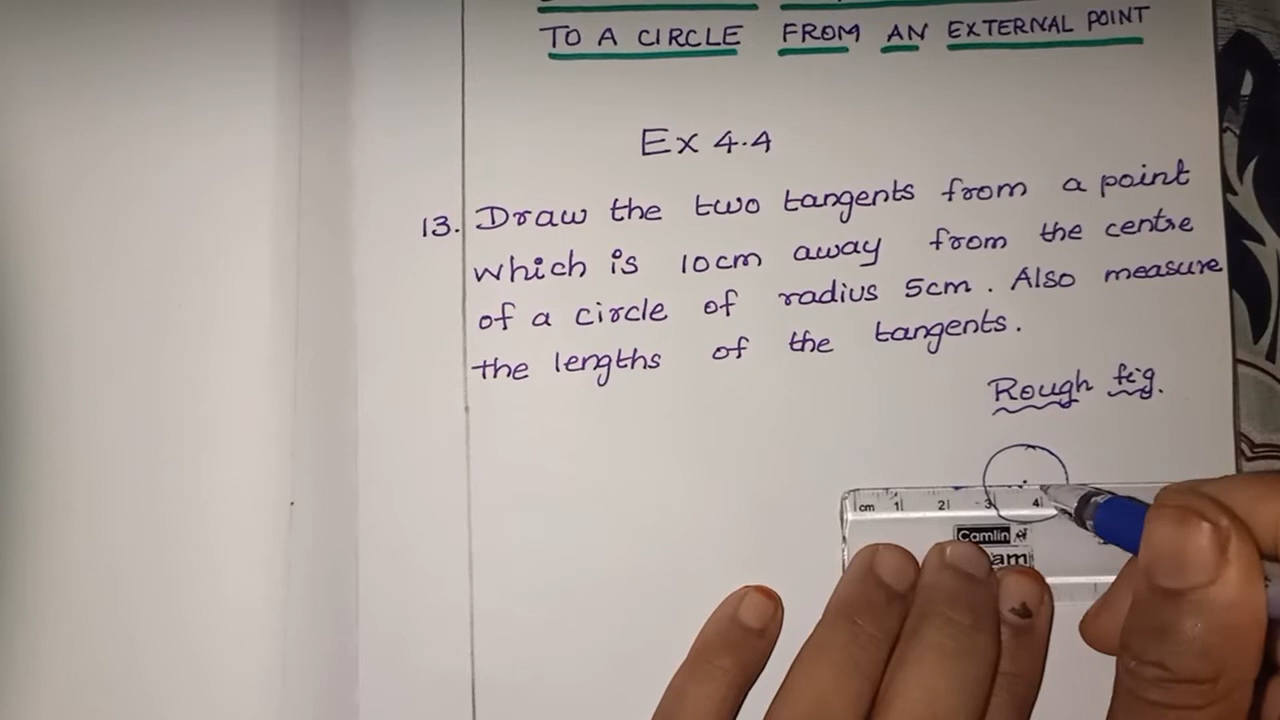 TO A CIRCLE FROM AN EXTERNAL POINT
Ex 4.4
13. Draw the two tangents from a point
which is 10cm away from the centre
of a circle of radius 5cm. Also measure
the lengths of the tangents.
Rough fig.
cm 1 2 3 4
Camlin
am